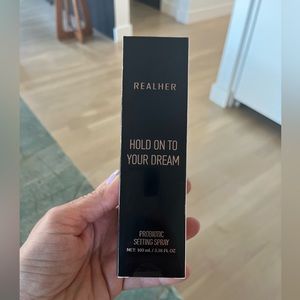 REALHER
HOLD ON TO
YOUR DREAM
PROBIOTIC
SETTING SPRAY
NET. 100 mL / 3.38 FL.OZ